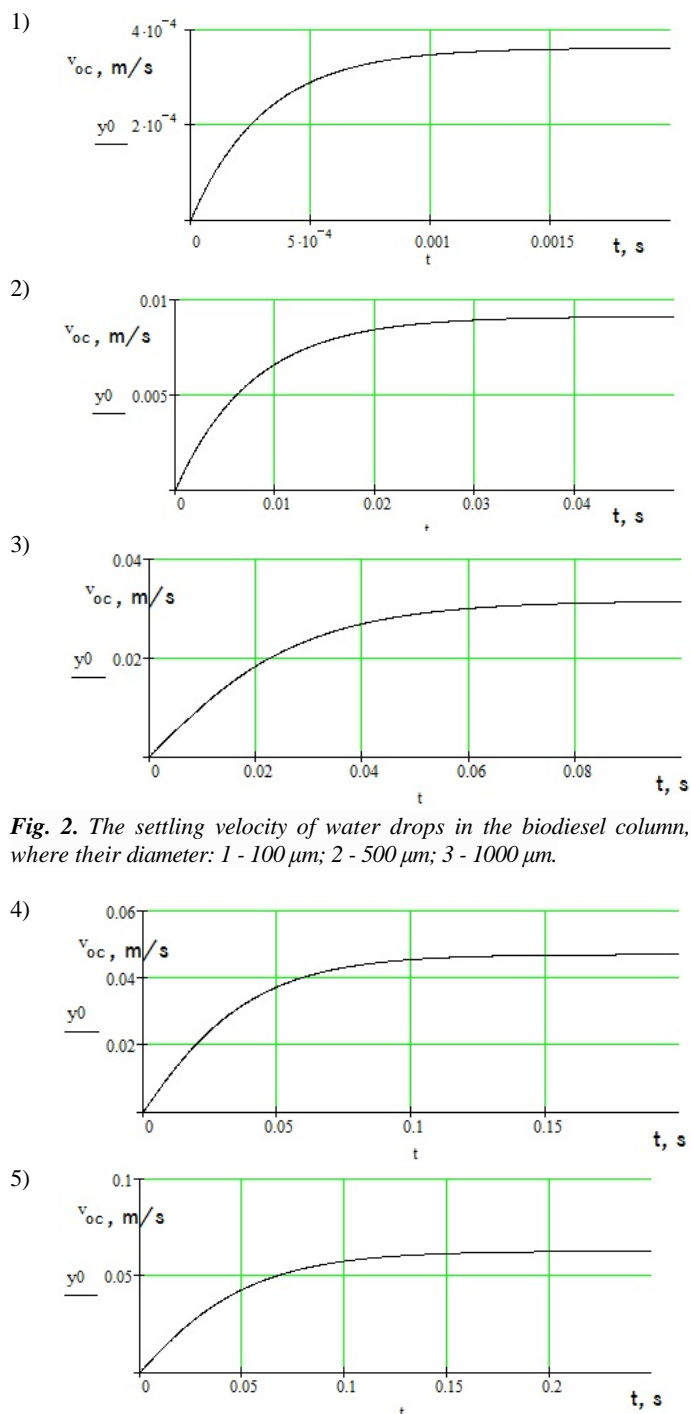 1)
4·10⁻⁴
v_oc, m/s
y0
2·10⁻⁴
0 5·10⁻⁴ 0.001 0.0015 t, s
t
2)
0.01
v_oc, m/s
y0 0.005
0 0.01 0.02 0.03 0.04 t, s
t
3)
0.04
v_oc, m/s
y0 0.02
0 0.02 0.04 0.06 0.08 t, s
t
Fig. 2. The settling velocity of water drops in the biodiesel column,
where their diameter: 1 - 100 µm; 2 - 500 µm; 3 - 1000 µm.
4)
0.06
v_oc, m/s
0.04
y0
0.02
0 0.05 0.1 0.15 t, s
t
5)
0.1
v_oc, m/s
y0 0.05
0 0.05 0.1 0.15 0.2 t, s
t